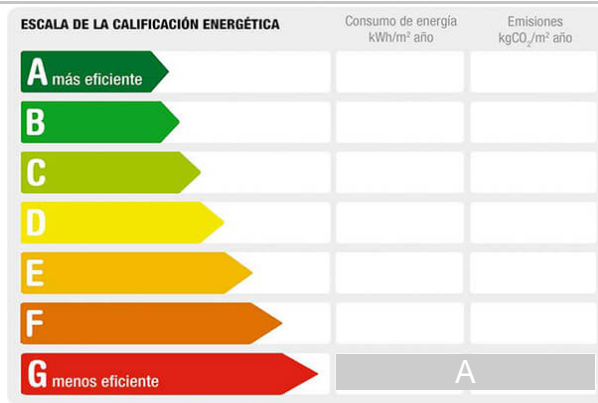 ESCALA DE LA CALIFICACIÓN ENERGÉTICA
Consumo de energía
kWh/m² año
Emisiones
kgCO₂/m² año
A más eficiente
B
C
D
E
F
G menos eficiente
A